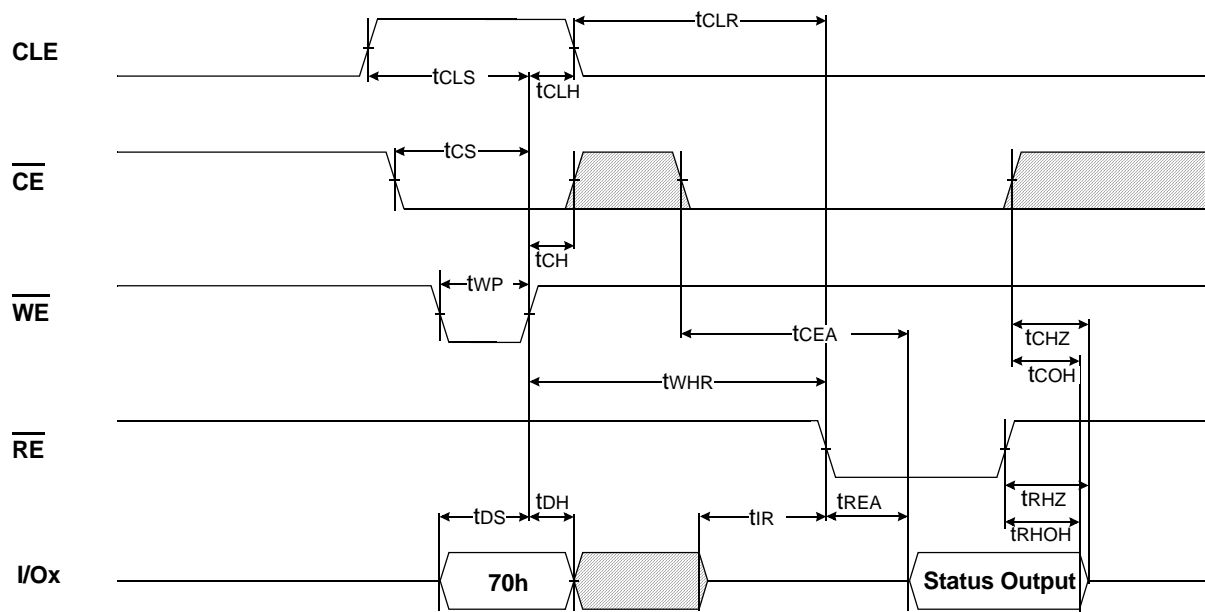 tCLR
CLE
tCLS
tCLH
tCS
CE
tCH
tWP
WE
tCEA
tCHZ
tCOH
tWHR
RE
tDS
tDH
tIR
tREA
tRHZ
tRHOH
I/Ox
70h
Status Output